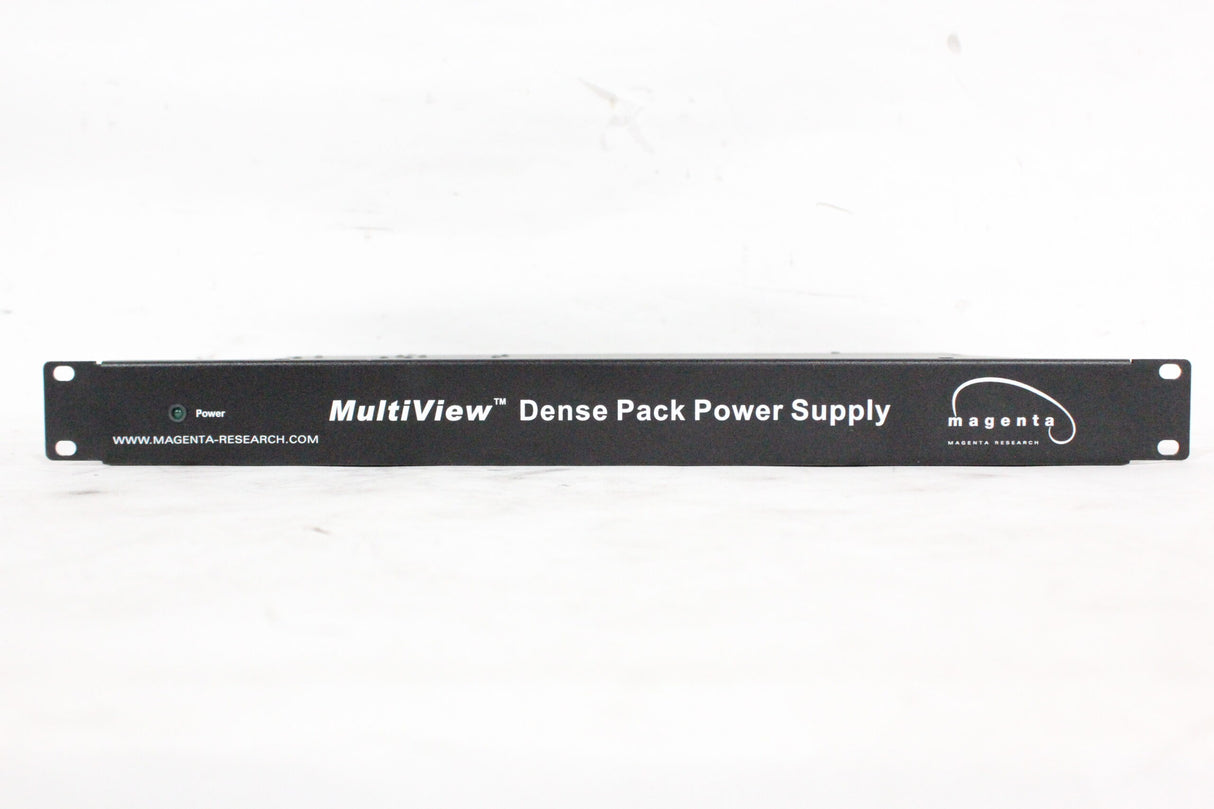 Power
MultiView™ Dense Pack Power Supply
WWW.MAGENTA-RESEARCH.COM
magenta
MAGENTA RESEARCH